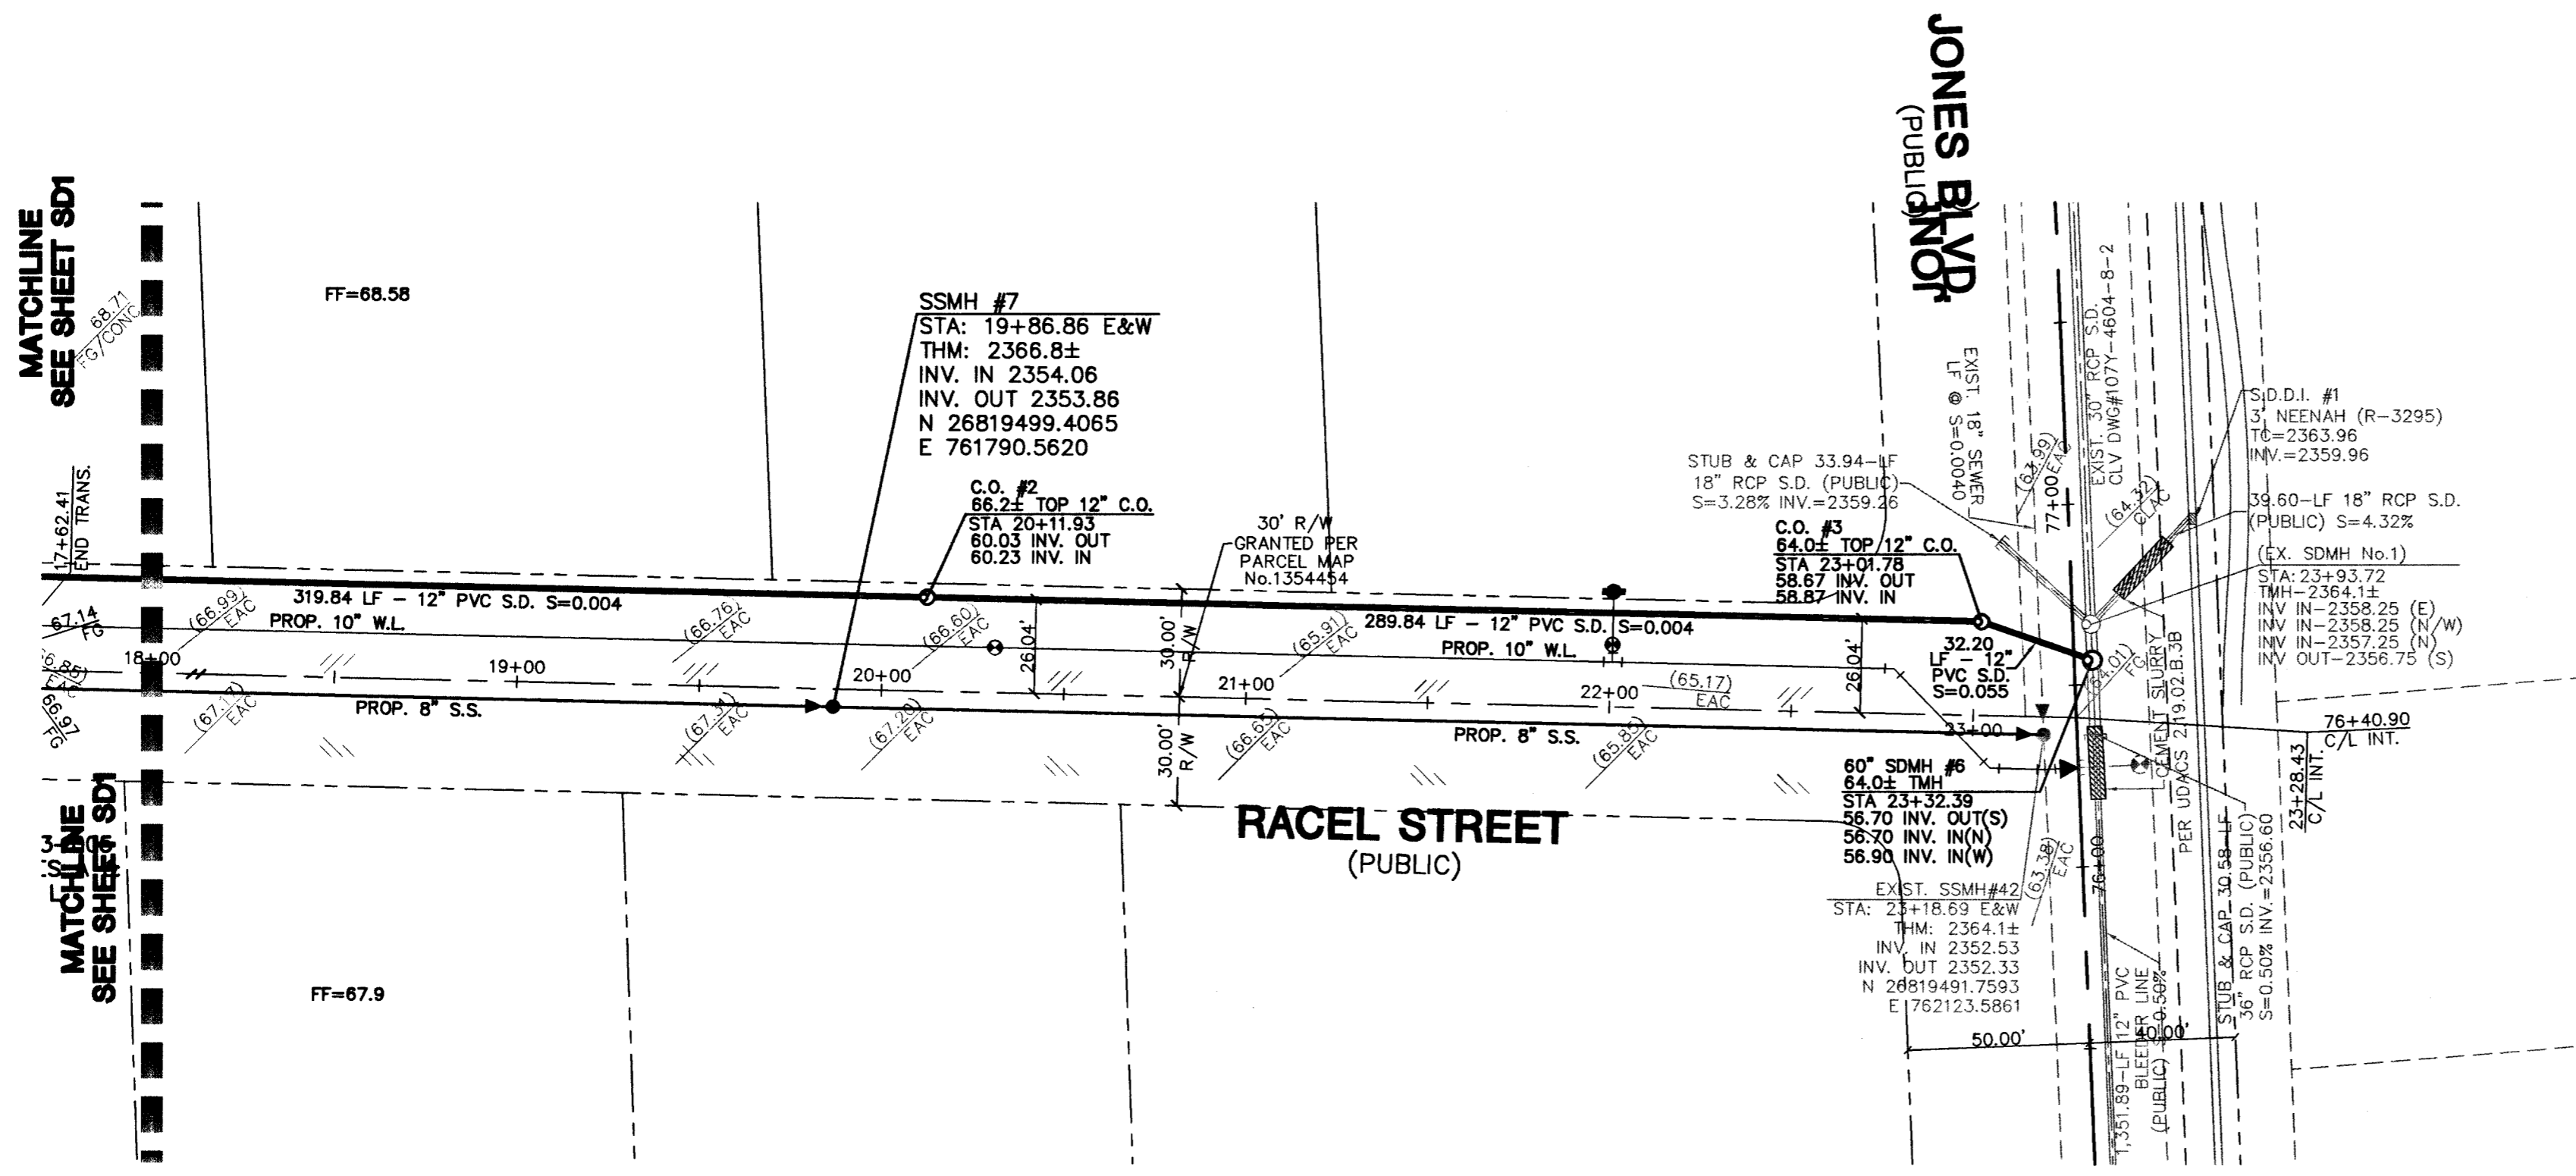 JONES BLVD
(PUBLIC)
MATCHLINE
SEE SHEET SD1
68.71
FG/CONC
FF=68.58
17+62.41
END TRANS.
SSMH #7
STA: 19+86.86 E&W
THM: 2366.8±
INV. IN 2354.06
INV. OUT 2353.86
N 26819499.4065
E 761790.5620
C.O. #2
66.2± TOP 12" C.O.
STA 20+11.93
60.03 INV. OUT
60.23 INV. IN
30' R/W
GRANTED PER
PARCEL MAP
No.1354454
STUB & CAP 33.94-LF
18" RCP S.D. (PUBLIC)
S=3.28% INV.=2359.26
EXIST. 18" SEWER
LF @ S=0.0040
C.O. #3
64.0± TOP 12" C.O.
STA 23+01.78
58.67 INV. OUT
58.87 INV. IN
(63.99)
EAC
77+00
EXIST. 30" RCP S.D.
CLV DWG#107Y-4604-8-2
(64.32)
CLAC
S.D.D.I. #1
3' NEENAH (R-3295)
TC=2363.96
INV.=2359.96
39.60-LF 18" RCP S.D.
(PUBLIC) S=4.32%
(EX. SDMH No.1)
STA: 23+93.72
TMH-2364.1±
INV IN-2358.25 (E)
INV IN-2358.25 (N/W)
INV IN-2357.25 (N)
INV OUT-2356.75 (S)
319.84 LF - 12" PVC S.D. S=0.004
289.84 LF - 12" PVC S.D. S=0.004
67.14
FG
(66.99)
EAC
PROP. 10" W.L.
(66.76)
EAC
(66.60)
EAC
26.04'
30.00'
R/W
(65.91)
EAC
PROP. 10" W.L.
26.04'
32.20
LF - 12"
PVC S.D.
S=0.055
(64.01)
FG
18+00
19+00
20+00
21+00
22+00
23+00
(65.17)
EAC
66.97
FG
(67.17)
EAC
PROP. 8" S.S.
(67.31)
EAC
(67.20)
EAC
30.00'
R/W
(66.65)
EAC
PROP. 8" S.S.
(65.85)
EAC
CEMENT SLURRY
PER UDACS 219.02.B.3B
76+40.90
C/L INT.
23+28.43
C/L INT.
MATCHLINE
SEE SHEET SD1
RACEL STREET
(PUBLIC)
60" SDMH #6
64.0± TMH
STA 23+32.39
56.70 INV. OUT(S)
56.70 INV. IN(N)
56.90 INV. IN(W)
EXIST. SSMH#42
STA: 23+18.69 E&W
THM: 2364.1±
INV. IN 2352.53
INV. OUT 2352.33
N 26819491.7593
E 762123.5861
(63.38)
EAC
76+00
STUB & CAP 30.58-LF
36" RCP S.D. (PUBLIC)
S=0.50% INV.=2356.60
1,351.89-LF 12" PVC
BLEEDER LINE
(PUBLIC) S=0.50%
FF=67.9
50.00'
40.00'